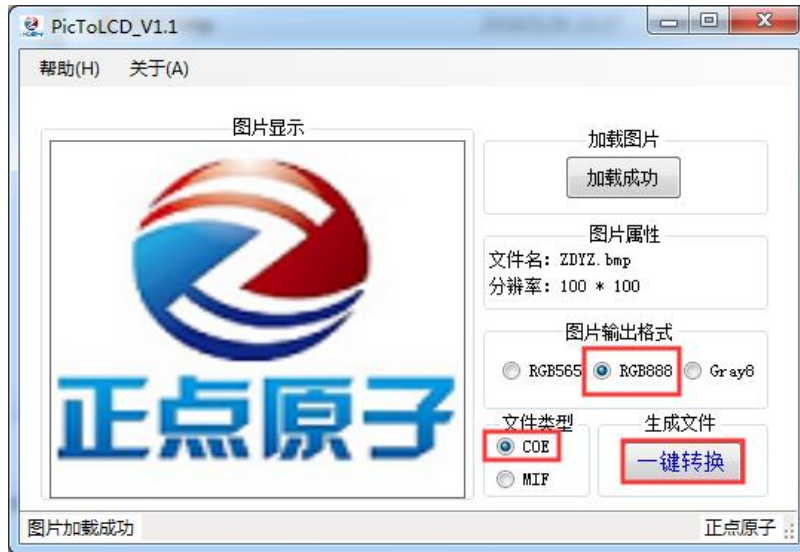 PicToLCD_V1.1
帮助(H) 关于(A)
图片显示
正点原子
加载图片
加载成功
图片属性
文件名: ZDYZ.bmp
分辨率: 100 * 100
图片输出格式
RGB565 RGB888 Gray8
文件类型
COE
MIF
生成文件
一键转换
图片加载成功
正点原子